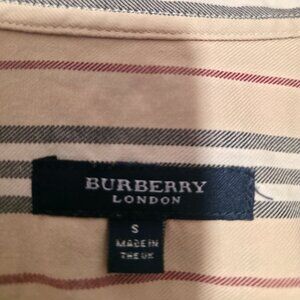 BURBERRY
LONDON
S
MADE IN
THE UK